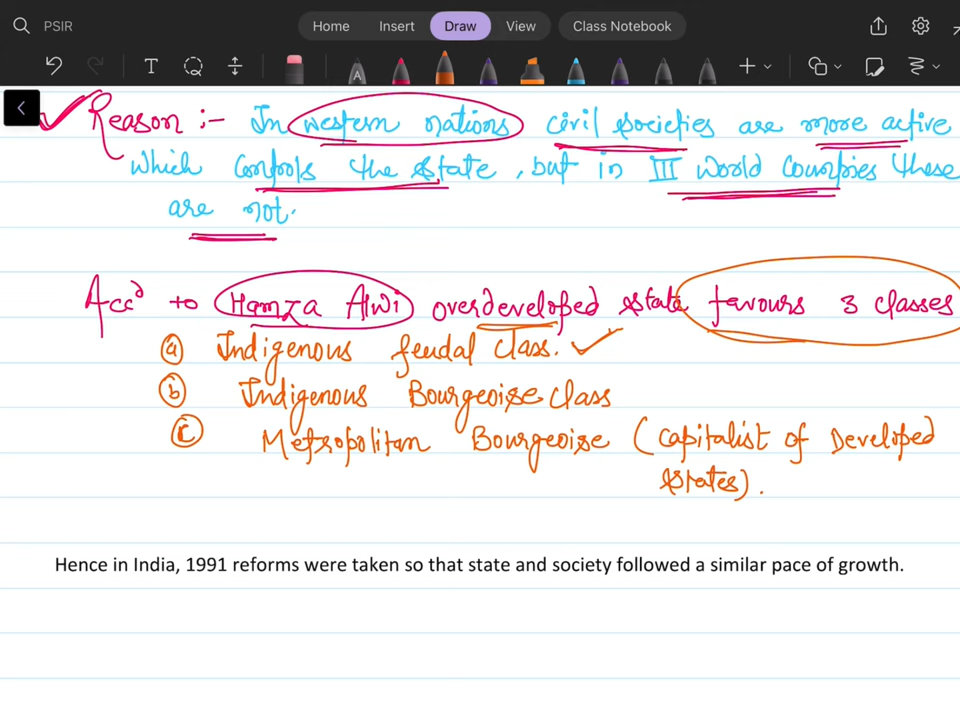 PSIR
Home Insert Draw View Class Notebook
T A
Reason :- In western nations civil societies are more active
which controls the state, but in III world countries these
are not.
Accd to Hamza Alwi overdeveloped state favours 3 classes
a Indigenous feudal class.
b Indigenous Bourgeoise class
c Metropolitan Bourgeoise (capitalist of Developed
states).
Hence in India, 1991 reforms were taken so that state and society followed a similar pace of growth.